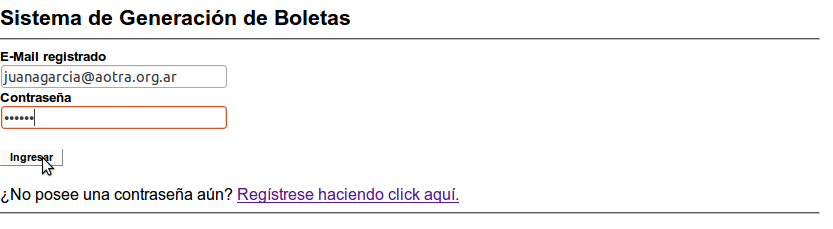 Sistema de Generación de Boletas
E-Mail registrado
juanagarcia@aotra.org.ar
Contraseña
••••••
Ingresar
¿No posee una contraseña aún? Regístrese haciendo click aquí.